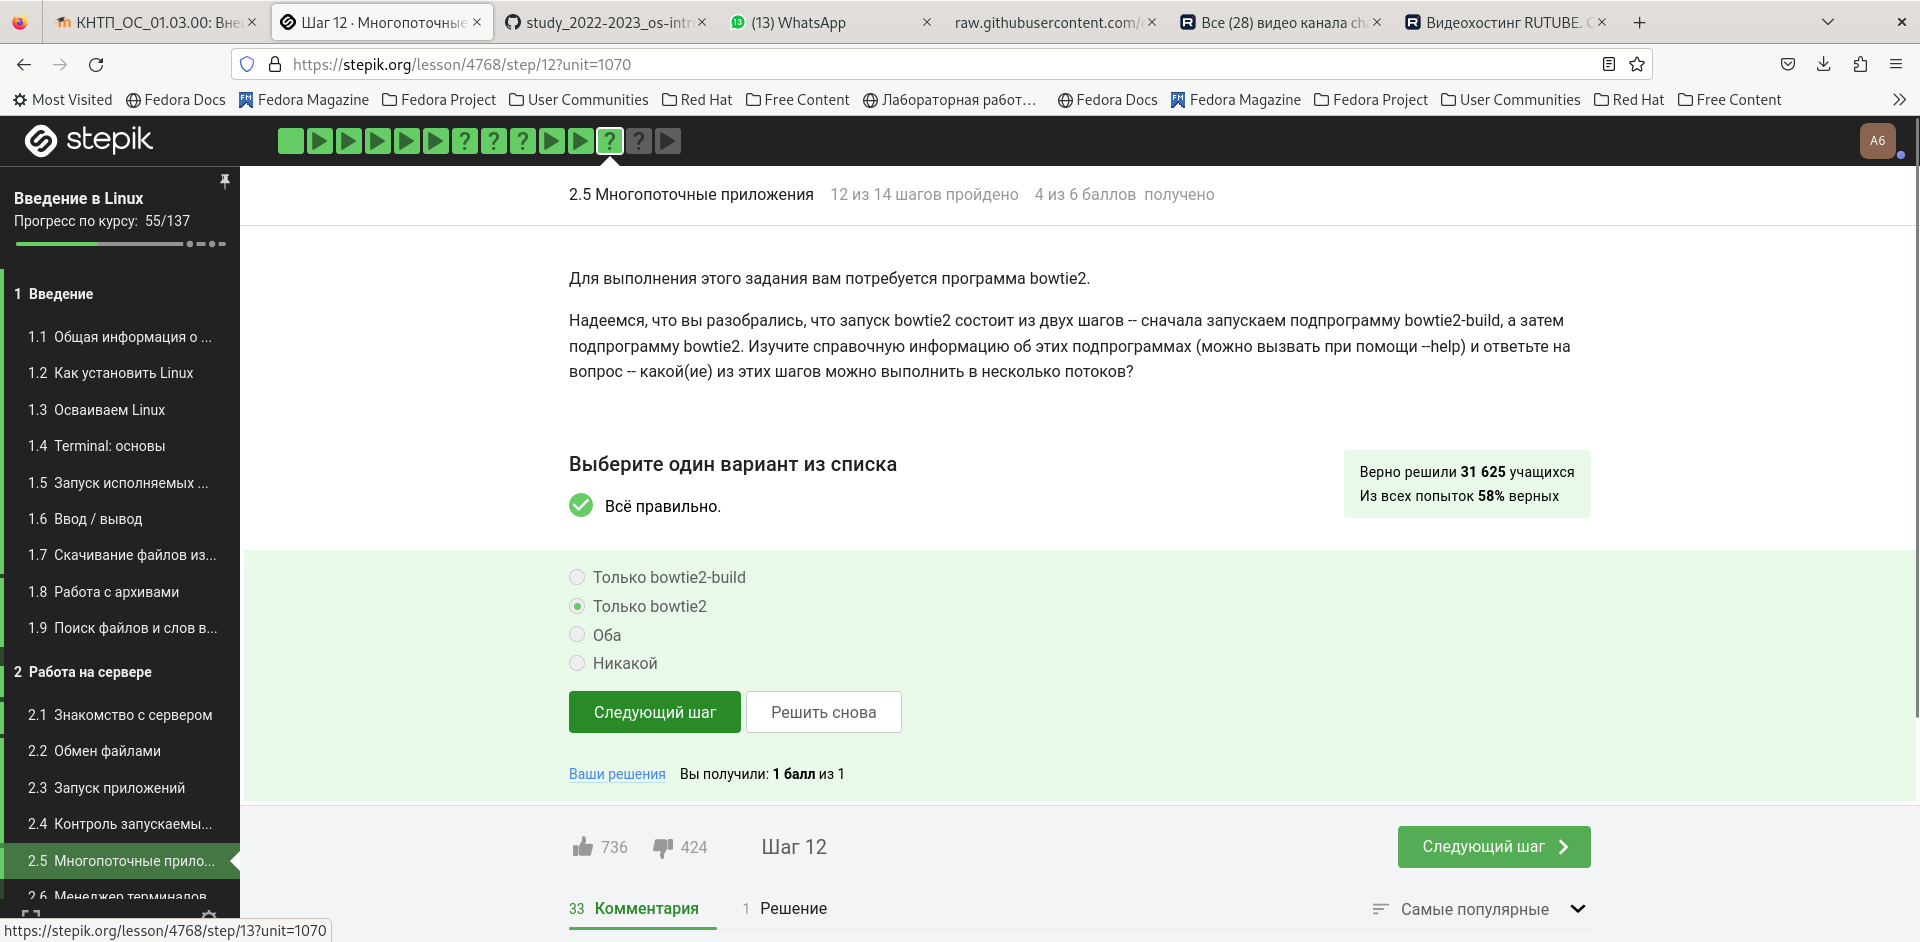 КНТП_ОС_01.03.00: Вне
Шаг 12 · Многопоточные
study_2022-2023_os-intr
(13) WhatsApp
raw.githubusercontent.com/
Все (28) видео канала
Видеохостинг RUTUBE.
https://stepik.org/lesson/4768/step/12?unit=1070
Most Visited Fedora Docs Fedora Magazine Fedora Project User Communities Red Hat Free Content Лабораторная работ… Fedora Docs Fedora Magazine Fedora Project User Communities Red Hat Free Content
stepik
A6
Введение в Linux
Прогресс по курсу: 55/137
1 Введение
1.1 Общая информация о ...
1.2 Как установить Linux
1.3 Осваиваем Linux
1.4 Terminal: основы
1.5 Запуск исполняемых ...
1.6 Ввод / вывод
1.7 Скачивание файлов из...
1.8 Работа с архивами
1.9 Поиск файлов и слов в...
2 Работа на сервере
2.1 Знакомство с сервером
2.2 Обмен файлами
2.3 Запуск приложений
2.4 Контроль запускаемы...
2.5 Многопоточные прило...
2.6 Менеджер терминалов
2.5 Многопоточные приложения 12 из 14 шагов пройдено 4 из 6 баллов получено
Для выполнения этого задания вам потребуется программа bowtie2.
Надеемся, что вы разобрались, что запуск bowtie2 состоит из двух шагов -- сначала запускаем подпрограмму bowtie2-build, а затем
подпрограмму bowtie2. Изучите справочную информацию об этих подпрограммах (можно вызвать при помощи --help) и ответьте на
вопрос -- какой(ие) из этих шагов можно выполнить в несколько потоков?
Выберите один вариант из списка
Всё правильно.
Верно решили 31 625 учащихся
Из всех попыток 58% верных
Только bowtie2-build
Только bowtie2
Оба
Никакой
Следующий шаг
Решить снова
Ваши решения Вы получили: 1 балл из 1
736 424 Шаг 12
Следующий шаг
33 Комментария 1 Решение
Самые популярные
https://stepik.org/lesson/4768/step/13?unit=1070